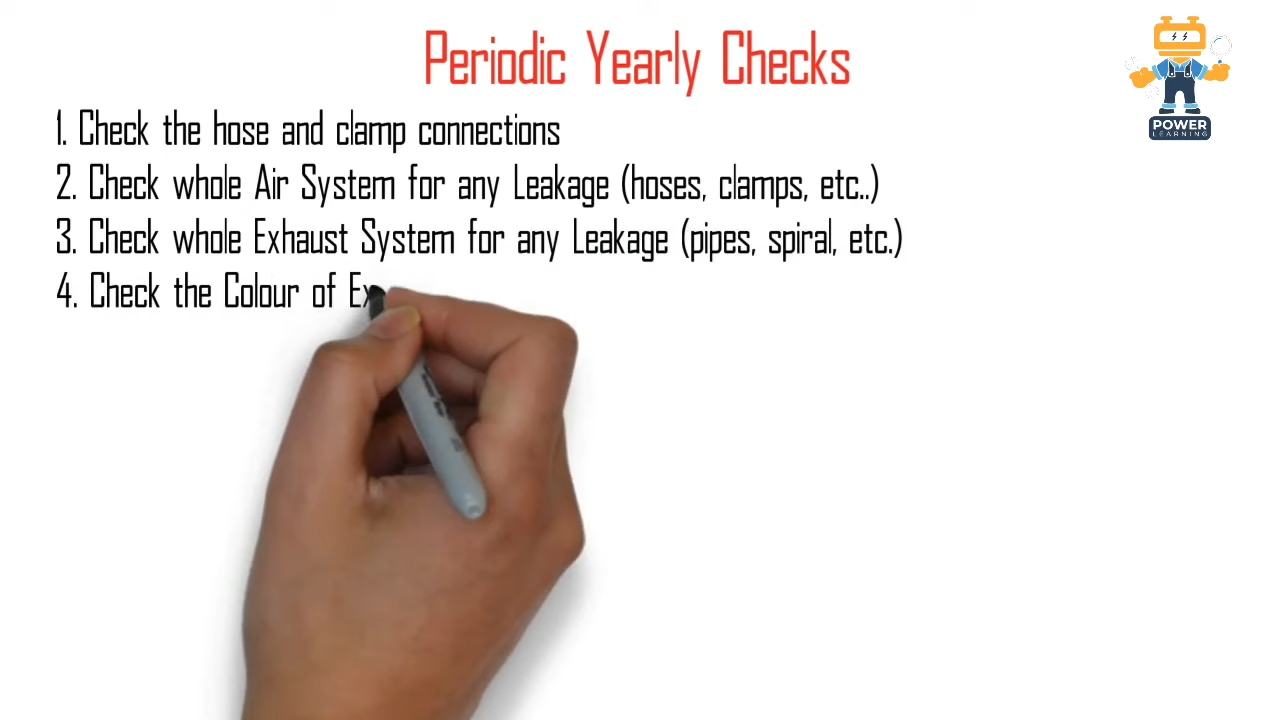 Periodic Yearly Checks
1. Check the hose and clamp connections
2. Check whole Air System for any Leakage (hoses, clamps, etc..)
3. Check whole Exhaust System for any Leakage (pipes, spiral, etc.)
4. Check the Colour of Ex
POWER
LEARNING